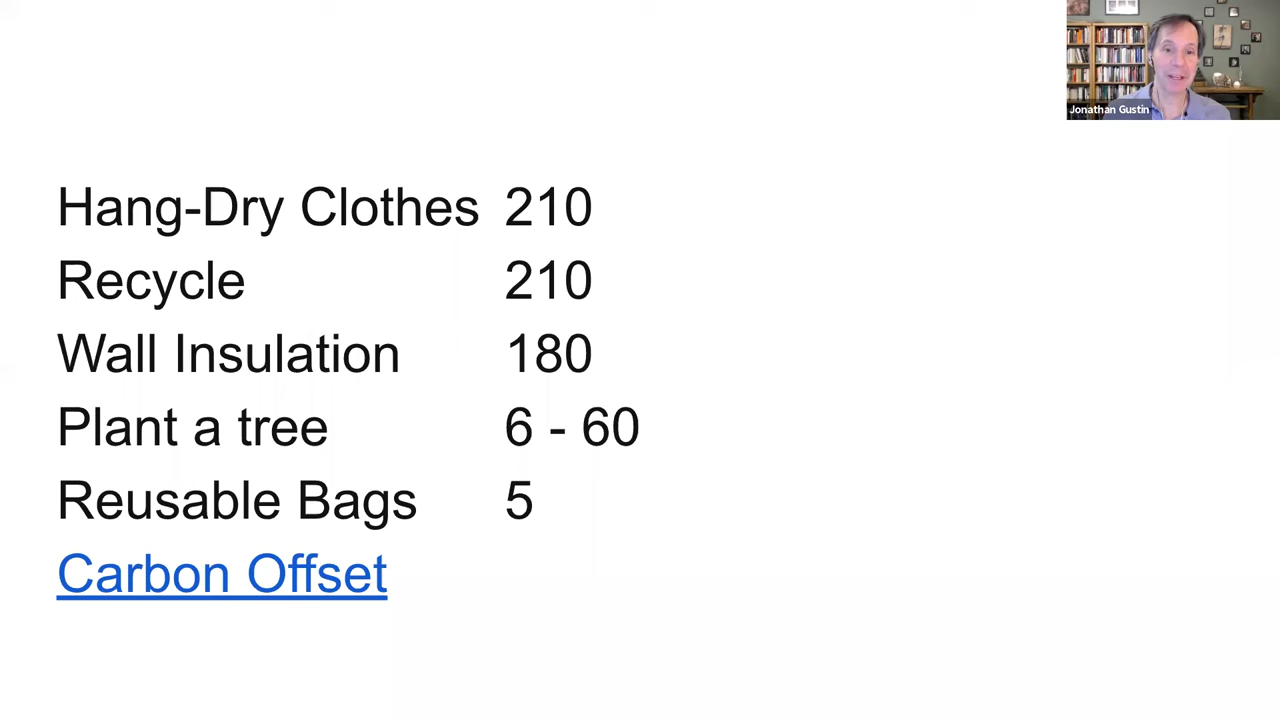 Jonathan Gustin
Hang-Dry Clothes 210
Recycle 210
Wall Insulation 180
Plant a tree 6 - 60
Reusable Bags 5
Carbon Offset